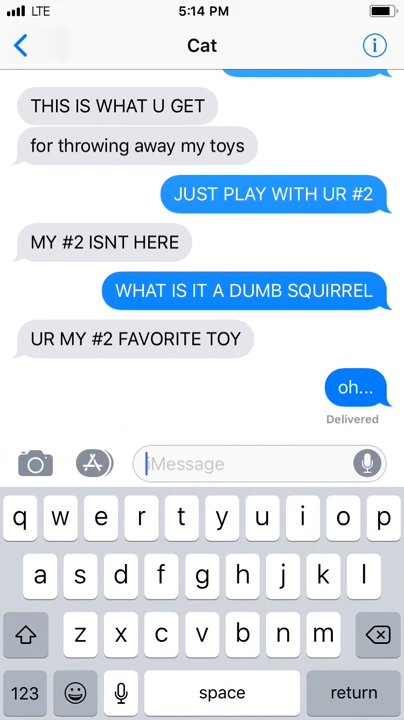 LTE
5:14 PM
Cat
THIS IS WHAT U GET
for throwing away my toys
JUST PLAY WITH UR #2
MY #2 ISNT HERE
WHAT IS IT A DUMB SQUIRREL
UR MY #2 FAVORITE TOY
oh...
Delivered
iMessage
q w e r t y u i o p
a s d f g h j k l
z x c v b n m
123 space return